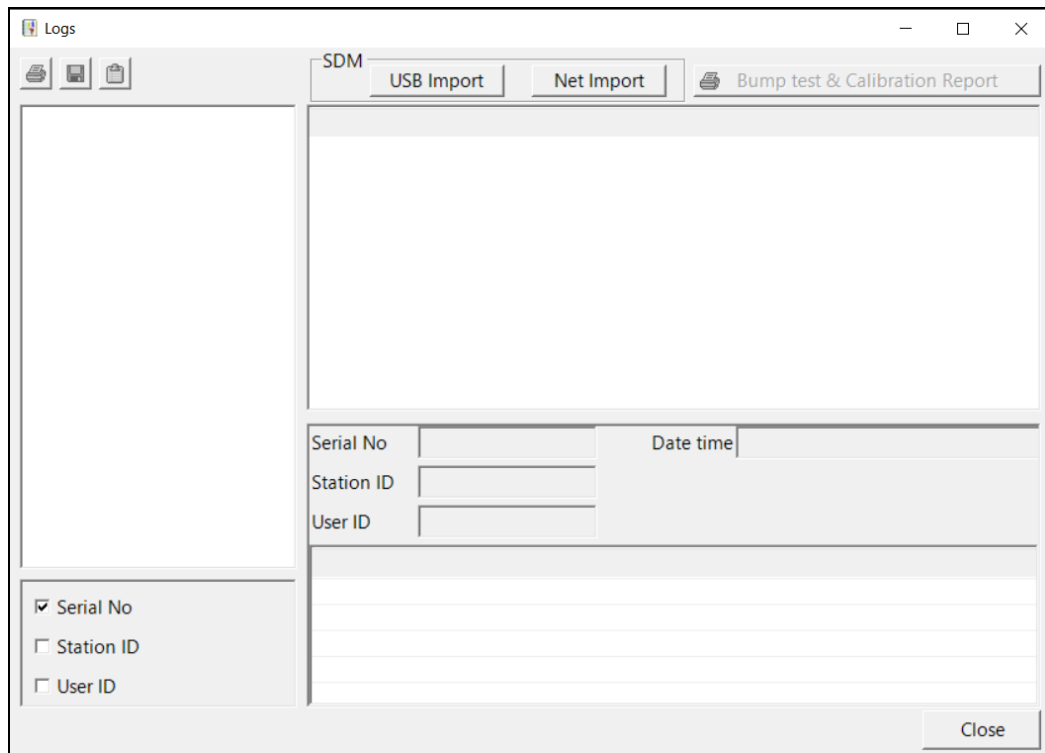 Logs
SDM
USB Import
Net Import
Bump test & Calibration Report
Serial No
Date time
Station ID
User ID
Serial No
Station ID
User ID
Close